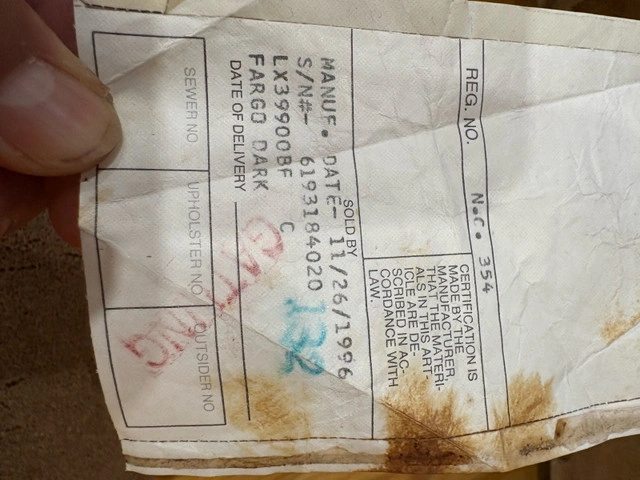 REG. NO.
N.C. 354
CERTIFICATION IS
MADE BY THE
MANUFACTURER,
THAT THE MATERI-
ALS IN THIS ART-
ICLE ARE DE-
SCRIBED IN AC-
CORDANCE WITH
LAW.
SOLD BY
MANUF. DATE- 11/26/1996
S/N#- 6193184020
LX39900BF C
FARGO DARK
DATE OF DELIVERY
132
SEWER NO.
UPHOLSTER NO.
OUTSIDER NO